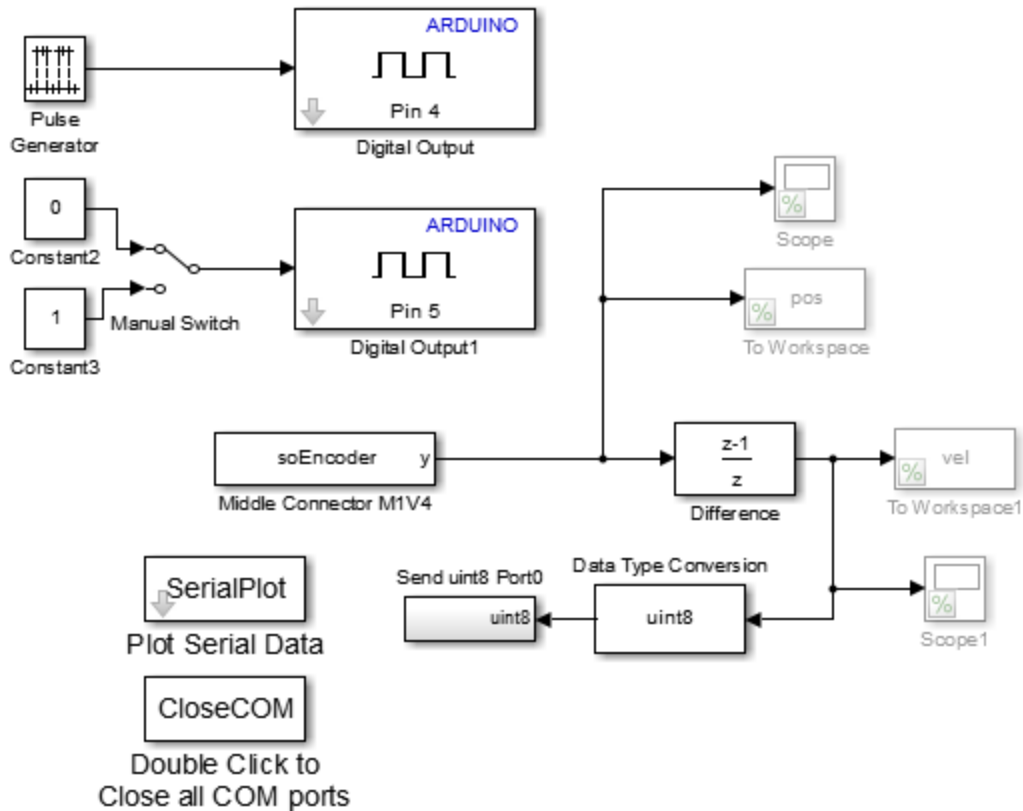 ARDUINO
Pin 4
Pulse
Generator
Digital Output
0
Constant2
1
Constant3
Manual Switch
ARDUINO
Pin 5
Digital Output1
%
Scope
pos
%
To Workspace
soEncoder y
Middle Connector M1V4
z-1
z
Difference
vel
%
To Workspace1
SerialPlot
Plot Serial Data
Send uint8 Port0
uint8
Data Type Conversion
uint8
%
Scope1
CloseCOM
Double Click to
Close all COM ports